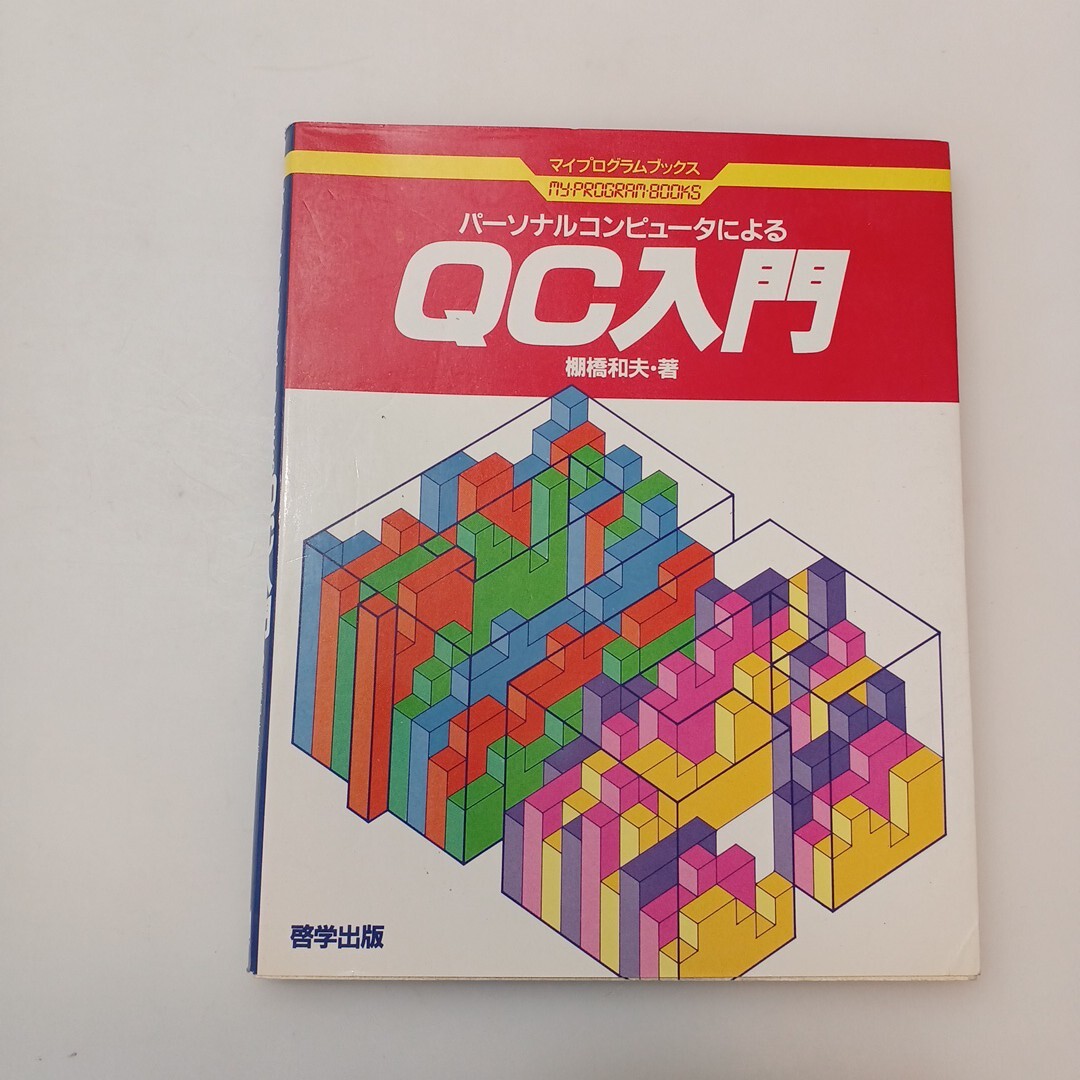 マイプログラムブックス
MY·PROGRAM·BOOKS
パーソナルコンピュータによる
QC入門
棚橋和夫・著
啓学出版